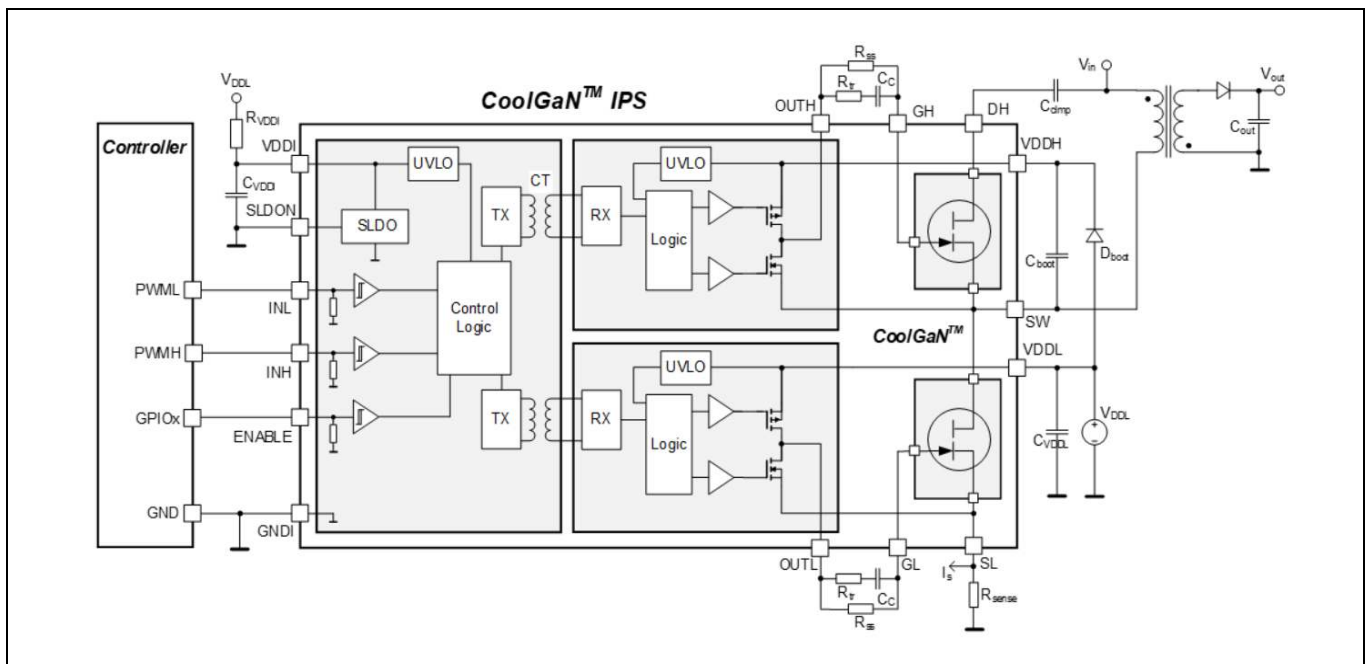 Controller
PWML
PWMH
GPIOx
GND
V_DDL
R_VDDI
VDDI
C_VDDI
SLDON
INL
INH
ENABLE
GNDI
CoolGaN™ IPS
UVLO
SLDO
Control
Logic
TX
CT
TX
UVLO
RX
Logic
UVLO
RX
Logic
R_ss
R_tr
C_C
OUTH
GH
DH
C_clmp
V_in
V_out
C_out
VDDH
C_boot
D_boot
SW
CoolGaN™
VDDL
C_VDDL
V_DDL
OUTL
GL
SL
I_s
R_sense
R_tr
C_C
R_ss